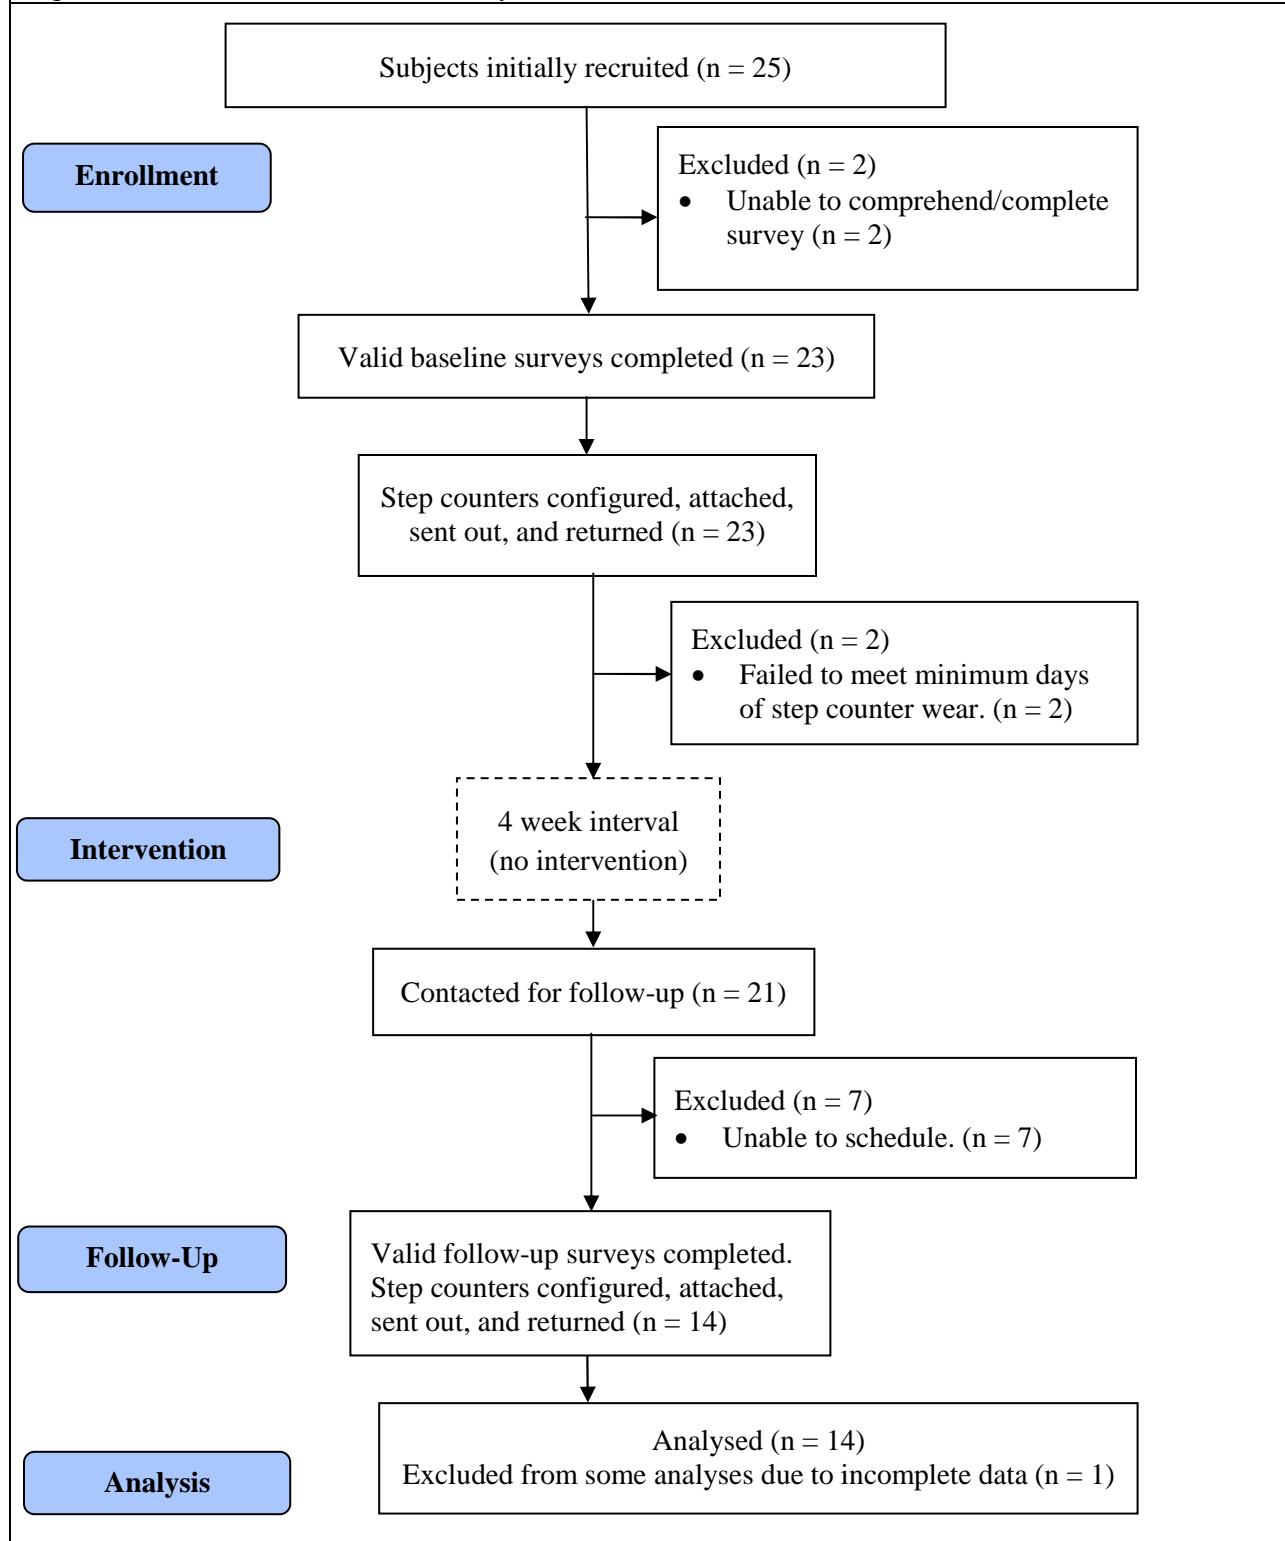 Subjects initially recruited (n = 25)
Enrollment
Excluded (n = 2)
• Unable to comprehend/complete
survey (n = 2)
Valid baseline surveys completed (n = 23)
Step counters configured, attached,
sent out, and returned (n = 23)
Excluded (n = 2)
• Failed to meet minimum days
of step counter wear. (n = 2)
4 week interval
(no intervention)
Intervention
Contacted for follow-up (n = 21)
Excluded (n = 7)
• Unable to schedule. (n = 7)
Follow-Up
Valid follow-up surveys completed.
Step counters configured, attached,
sent out, and returned (n = 14)
Analysis
Analysed (n = 14)
Excluded from some analyses due to incomplete data (n = 1)